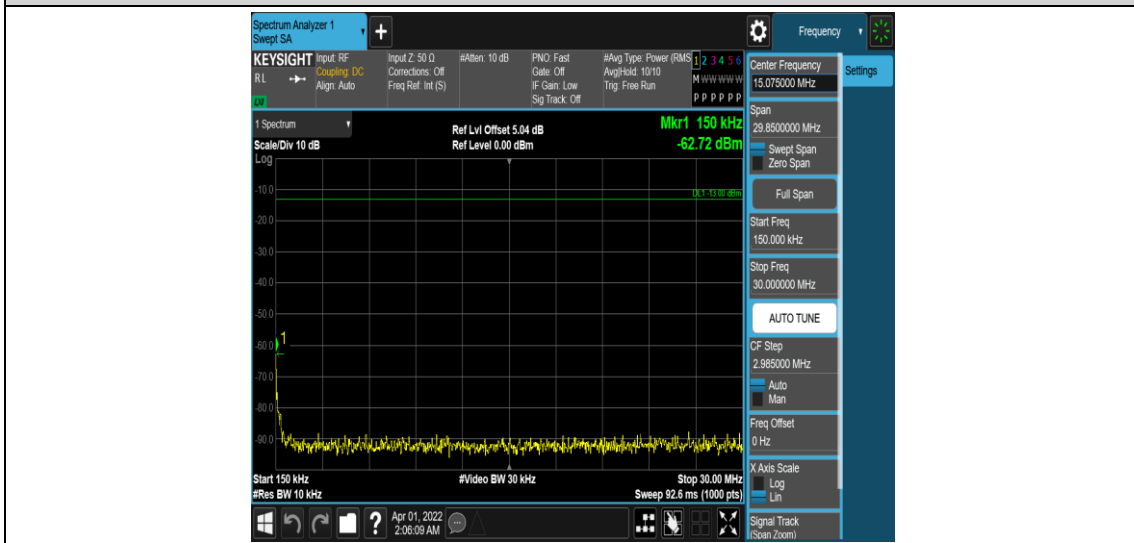 Spectrum Analyzer 1
Swept SA
+
Frequency
KEYSIGHT
RL
LXI
Input: RF
Coupling: DC
Align: Auto
Input Z: 50 Ω
Corrections: Off
Freq Ref: Int (S)
#Atten: 10 dB
PNO: Fast
Gate: Off
IF Gain: Low
Sig Track: Off
#Avg Type: Power (RMS
Avg|Hold: 10/10
Trig: Free Run
1 2 3 4 5 6
M W W W W W
P P P P P P
Center Frequency
15.075000 MHz
Settings
Span
29.8500000 MHz
Swept Span
Zero Span
Full Span
Start Freq
150.000 kHz
Stop Freq
30.000000 MHz
AUTO TUNE
CF Step
2.985000 MHz
Auto
Man
Freq Offset
0 Hz
X Axis Scale
Log
Lin
Signal Track
(Span Zoom)
1 Spectrum
Scale/Div 10 dB
Log
Ref Lvl Offset 5.04 dB
Ref Level 0.00 dBm
Mkr1 150 kHz
-62.72 dBm
DL1 -13.00 dBm
-10.0
-20.0
-30.0
-40.0
-50.0
-60.0
1
-70.0
-80.0
-90.0
Start 150 kHz
#Video BW 30 kHz
Stop 30.00 MHz
#Res BW 10 kHz
Sweep 92.6 ms (1000 pts)
?
Apr 01, 2022
2:06:09 AM